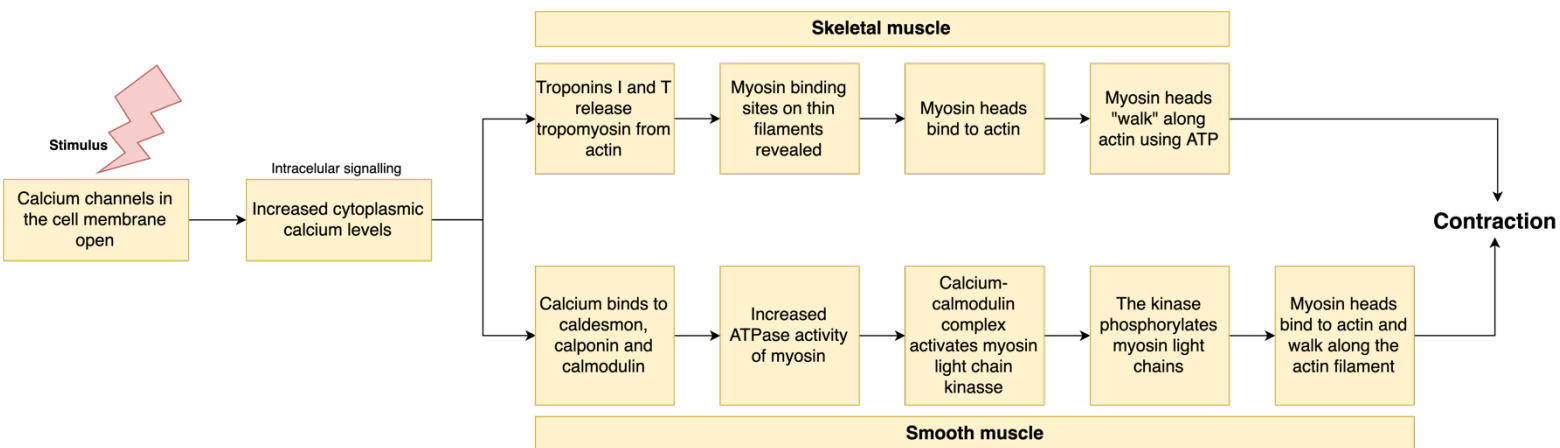 Skeletal muscle
Stimulus
Calcium channels in
the cell membrane
open
Intracelular signalling
Increased cytoplasmic
calcium levels
Troponins I and T
release
tropomyosin from
actin
Myosin binding
sites on thin
filaments
revealed
Myosin heads
bind to actin
Myosin heads
"walk" along
actin using ATP
Contraction
Calcium binds to
caldesmon,
calponin and
calmodulin
Increased
ATPase activity
of myosin
Calcium-
calmodulin
complex
activates myosin
light chain
kinasse
The kinase
phosphorylates
myosin light
chains
Myosin heads
bind to actin and
walk along the
actin filament
Smooth muscle